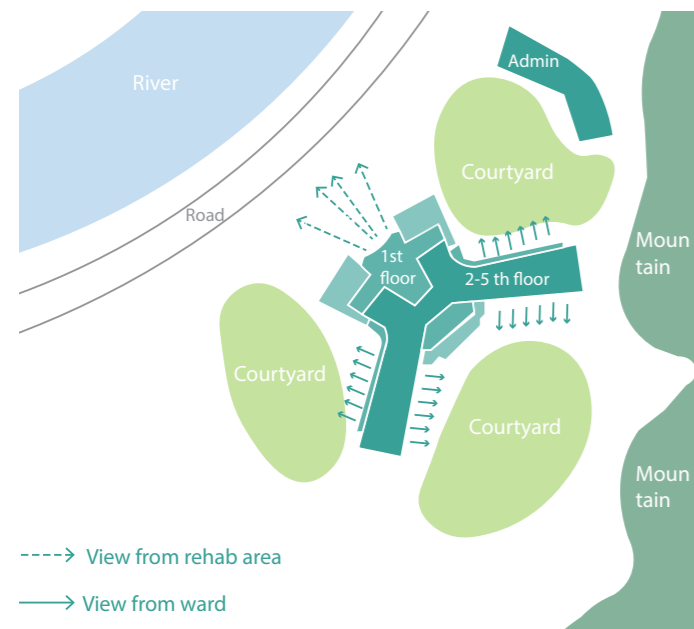 River
Admin
Courtyard
Road
Moun
tain
1st
floor
2-5 th floor
Courtyard
Courtyard
Moun
tain
View from rehab area
View from ward